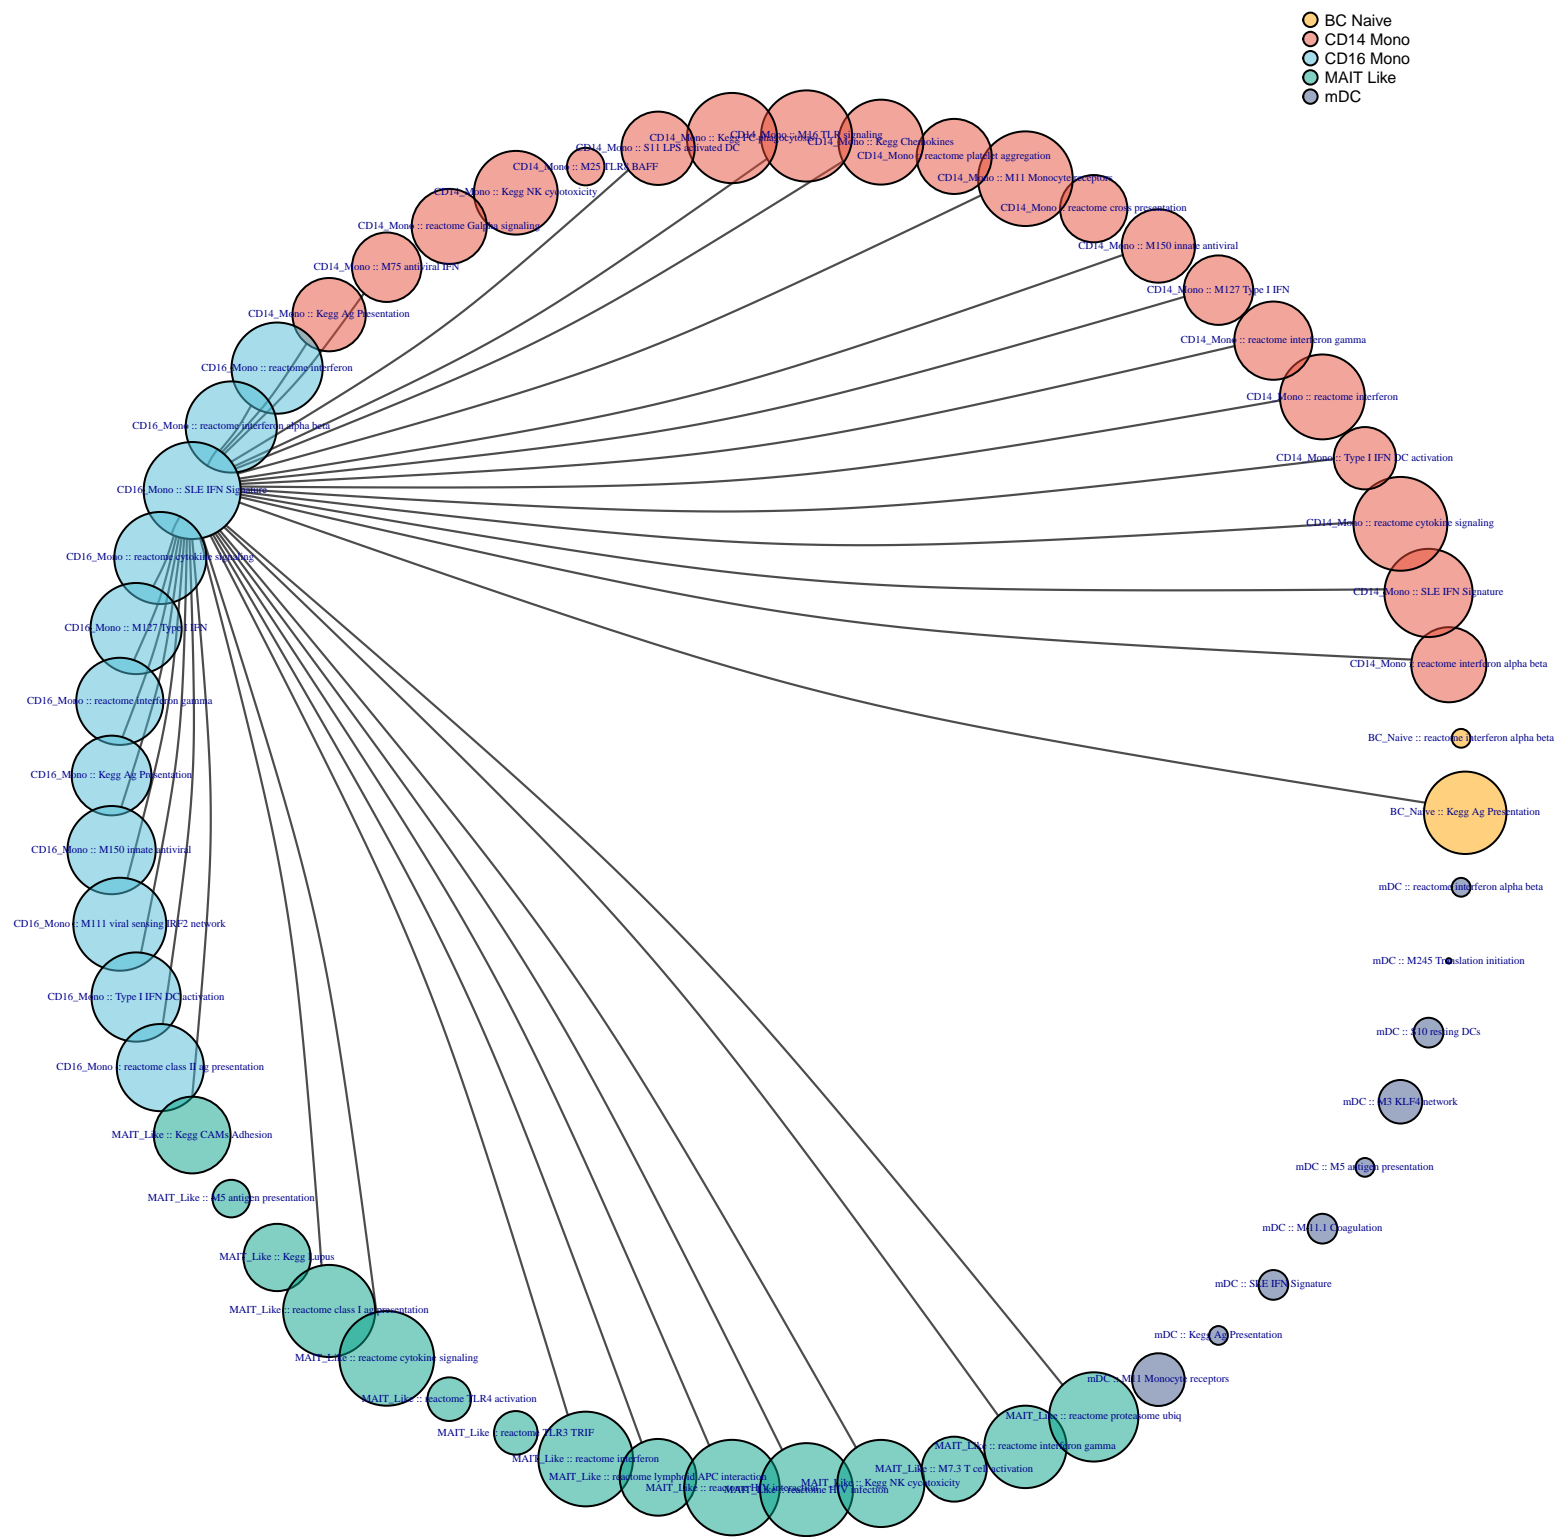 BC Naive
CD14 Mono
CD16 Mono
MAIT Like
mDC
CD14_Mono :: M16 TLR signaling
CD14_Mono :: Kegg FC phagocytosis
CD14_Mono :: Kegg Chemokines
CD14_Mono :: S11 LPS activated DC
CD14_Mono :: reactome platelet aggregation
CD14_Mono :: M25 TLR8 BAFF
CD14_Mono :: M11 Monocyte receptors
CD14_Mono :: Kegg NK cycotoxicity
CD14_Mono :: reactome cross presentation
CD14_Mono :: reactome Galpha signaling
CD14_Mono :: M150 innate antiviral
CD14_Mono :: M75 antiviral IFN
CD14_Mono :: M127 Type I IFN
CD14_Mono :: Kegg Ag Presentation
CD14_Mono :: reactome interferon gamma
CD16_Mono :: reactome interferon
CD14_Mono :: reactome interferon
CD16_Mono :: reactome interferon alpha beta
CD14_Mono :: Type I IFN DC activation
CD16_Mono :: SLE IFN Signature
CD14_Mono :: reactome cytokine signaling
CD16_Mono :: reactome cytokine signaling
CD14_Mono :: SLE IFN Signature
CD16_Mono :: M127 Type I IFN
CD14_Mono :: reactome interferon alpha beta
CD16_Mono :: reactome interferon gamma
BC_Naive :: reactome interferon alpha beta
CD16_Mono :: Kegg Ag Presentation
BC_Naive :: Kegg Ag Presentation
CD16_Mono :: M150 innate antiviral
mDC :: reactome interferon alpha beta
CD16_Mono :: M111 viral sensing IRF2 network
mDC :: M245 Translation initiation
CD16_Mono :: Type I IFN DC activation
mDC :: S10 resting DCs
CD16_Mono :: reactome class II ag presentation
mDC :: M3 KLF4 network
MAIT_Like :: Kegg CAMs Adhesion
mDC :: M5 antigen presentation
MAIT_Like :: M5 antigen presentation
mDC :: M 11.1 Coagulation
MAIT_Like :: Kegg Lupus
mDC :: SLE IFN Signature
MAIT_Like :: reactome class I ag presentation
mDC :: Kegg Ag Presentation
MAIT_Like :: reactome cytokine signaling
mDC :: M11 Monocyte receptors
MAIT_Like :: reactome TLR4 activation
MAIT_Like :: reactome proteasome ubiq
MAIT_Like :: reactome TLR3 TRIF
MAIT_Like :: reactome interferon gamma
MAIT_Like :: reactome interferon
MAIT_Like :: M7.3 T cell activation
MAIT_Like :: reactome lymphoid APC interaction
MAIT_Like :: Kegg NK cycotoxicity
MAIT_Like :: reactome HIV interaction
MAIT_Like :: reactome HIV infection